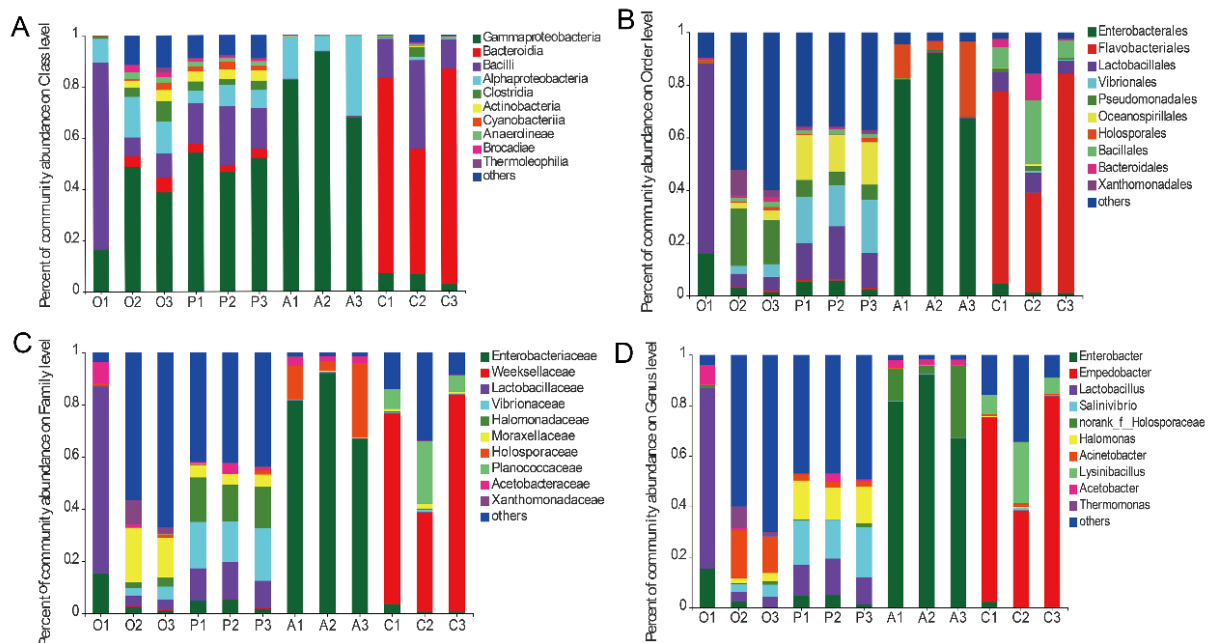 A
Percent of community abundance on Class level
1
0.8
0.6
0.4
0.2
0
O1 O2 O3 P1 P2 P3 A1 A2 A3 C1 C2 C3
Gammaproteobacteria
Bacteroidia
Bacilli
Alphaproteobacteria
Clostridia
Actinobacteria
Cyanobacteriia
Anaerolineae
Brocadiae
Thermoleophilia
others
B
Percent of community abundance on Order level
1
0.8
0.6
0.4
0.2
0
O1 O2 O3 P1 P2 P3 A1 A2 A3 C1 C2 C3
Enterobacterales
Flavobacteriales
Lactobacillales
Vibrionales
Pseudomonadales
Oceanospirillales
Holosporales
Bacillales
Bacteroidales
Xanthomonadales
others
C
Percent of community abundance on Family level
1
0.8
0.6
0.4
0.2
0
O1 O2 O3 P1 P2 P3 A1 A2 A3 C1 C2 C3
Enterobacteriaceae
Weeksellaceae
Lactobacillaceae
Vibrionaceae
Halomonadaceae
Moraxellaceae
Holosporaceae
Planococcaceae
Acetobacteraceae
Xanthomonadaceae
others
D
Percent of community abundance on Genus level
1
0.8
0.6
0.4
0.2
0
O1 O2 O3 P1 P2 P3 A1 A2 A3 C1 C2 C3
Enterobacter
Empedobacter
Lactobacillus
Salinivibrio
norank_f__Holosporaceae
Halomonas
Acinetobacter
Lysinibacillus
Acetobacter
Thermomonas
others